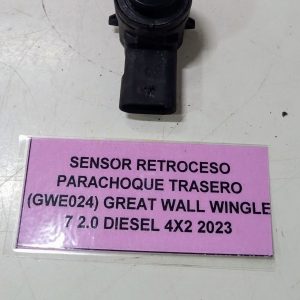 SENSOR RETROCESO
PARACHOQUE TRASERO
(GWE024) GREAT WALL WINGLE
7 2.0 DIESEL 4X2 2023